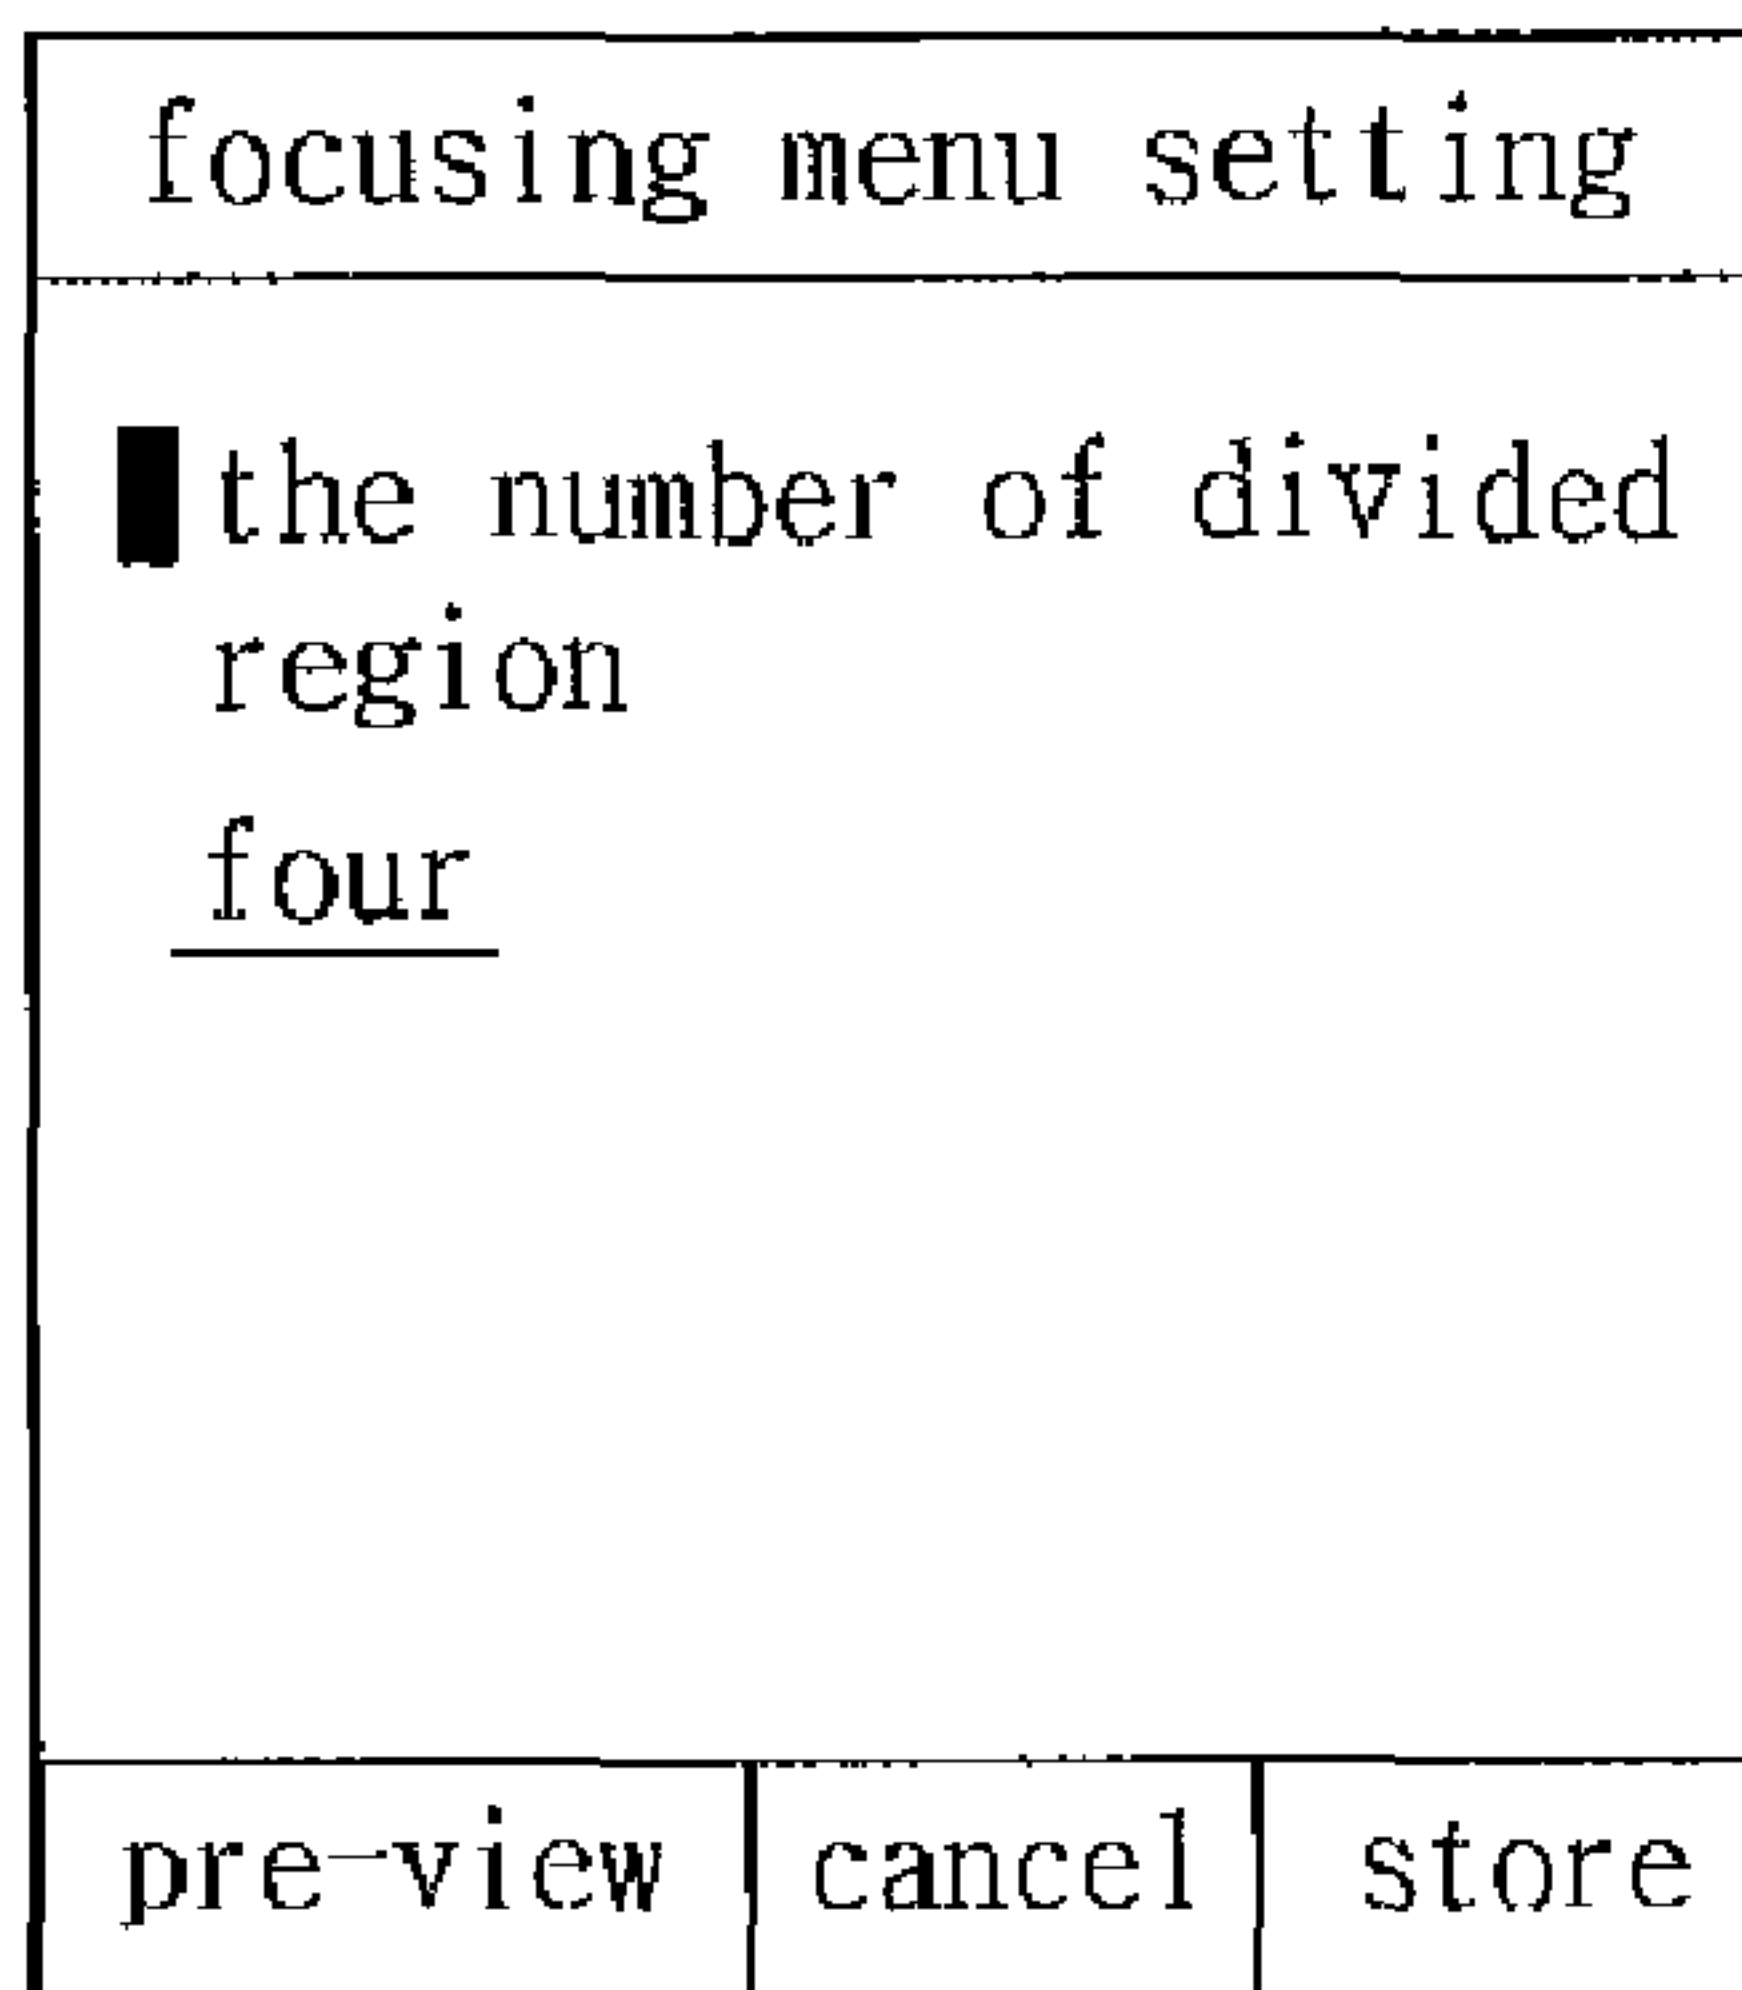 focusing menu setting
the number of divided
region
four
pre-view cancel store